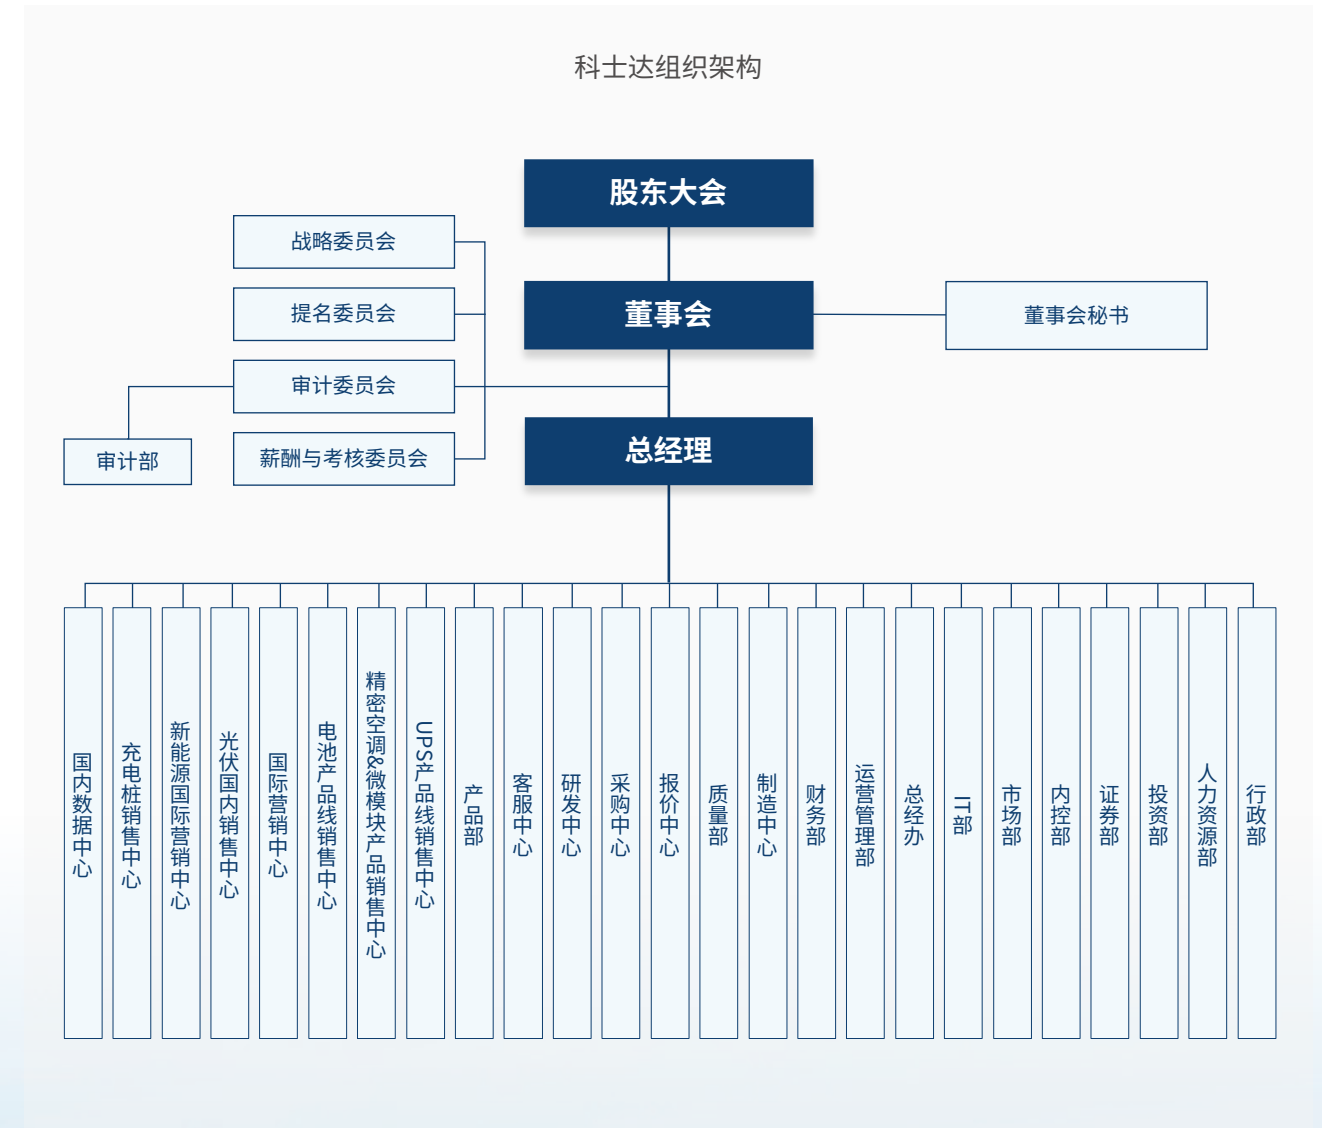 科士达组织架构
股东大会
战略委员会
提名委员会
董事会
董事会秘书
审计委员会
总经理
审计部
薪酬与考核委员会
国内数据中心
充电桩销售中心
新能源国际营销中心
光伏国内销售中心
国际营销中心
电池产品线销售中心
精密空调&微模块产品销售中心
UPS产品线销售中心
产品部
客服中心
研发中心
采购中心
报价中心
质量部
制造中心
财务部
运营管理部
总经办
IT部
市场部
内控部
证券部
投资部
人力资源部
行政部